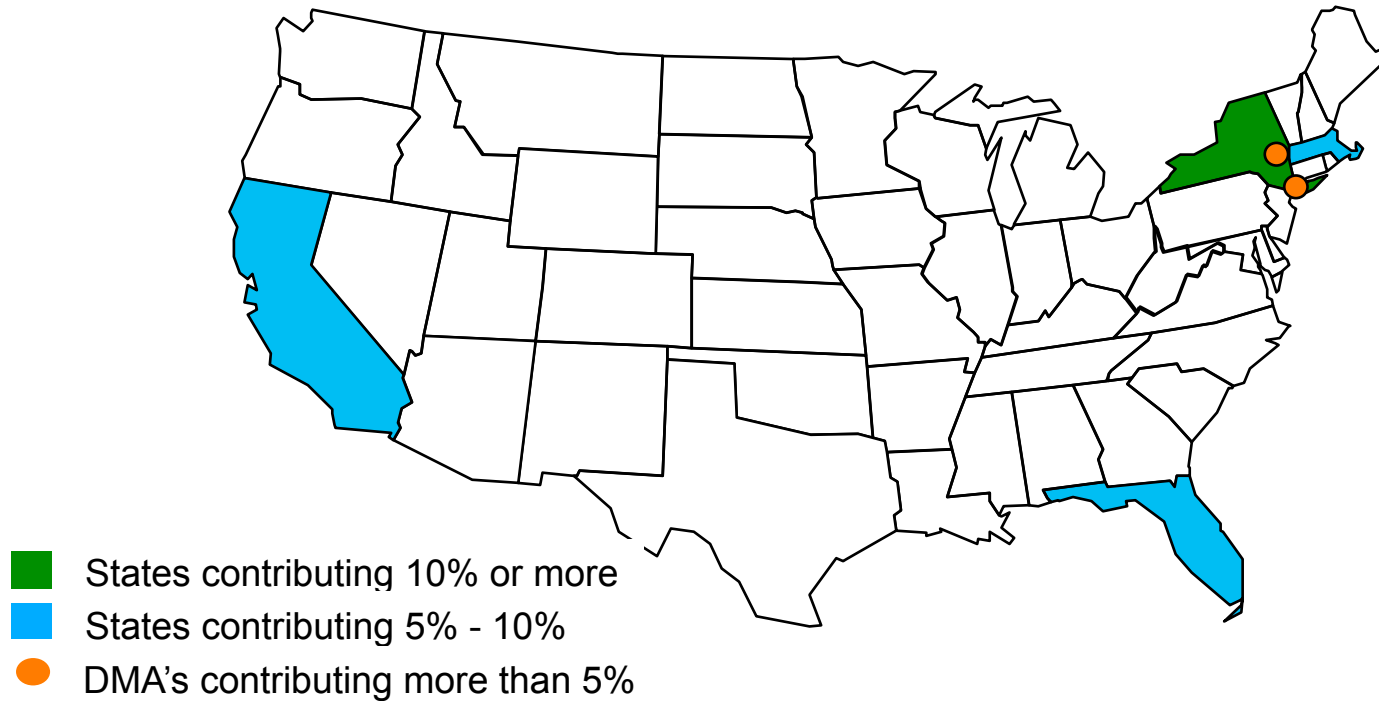 States contributing 10% or more
States contributing 5% - 10%
DMA’s contributing more than 5%